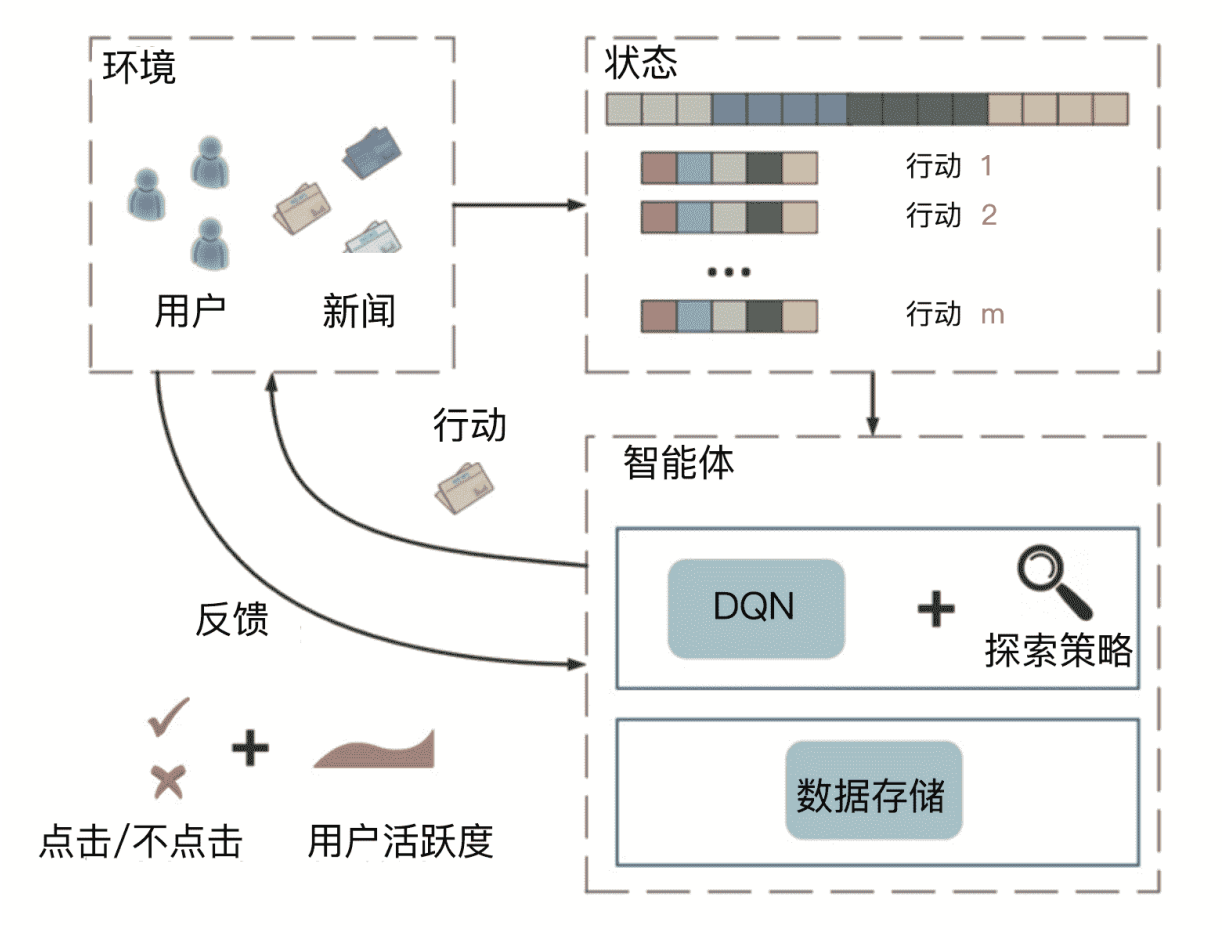 环境
用户
新闻
状态
行动 1
行动 2
...
行动 m
行动
智能体
DQN
+
探索策略
反馈
数据存储
+
点击/不点击
用户活跃度